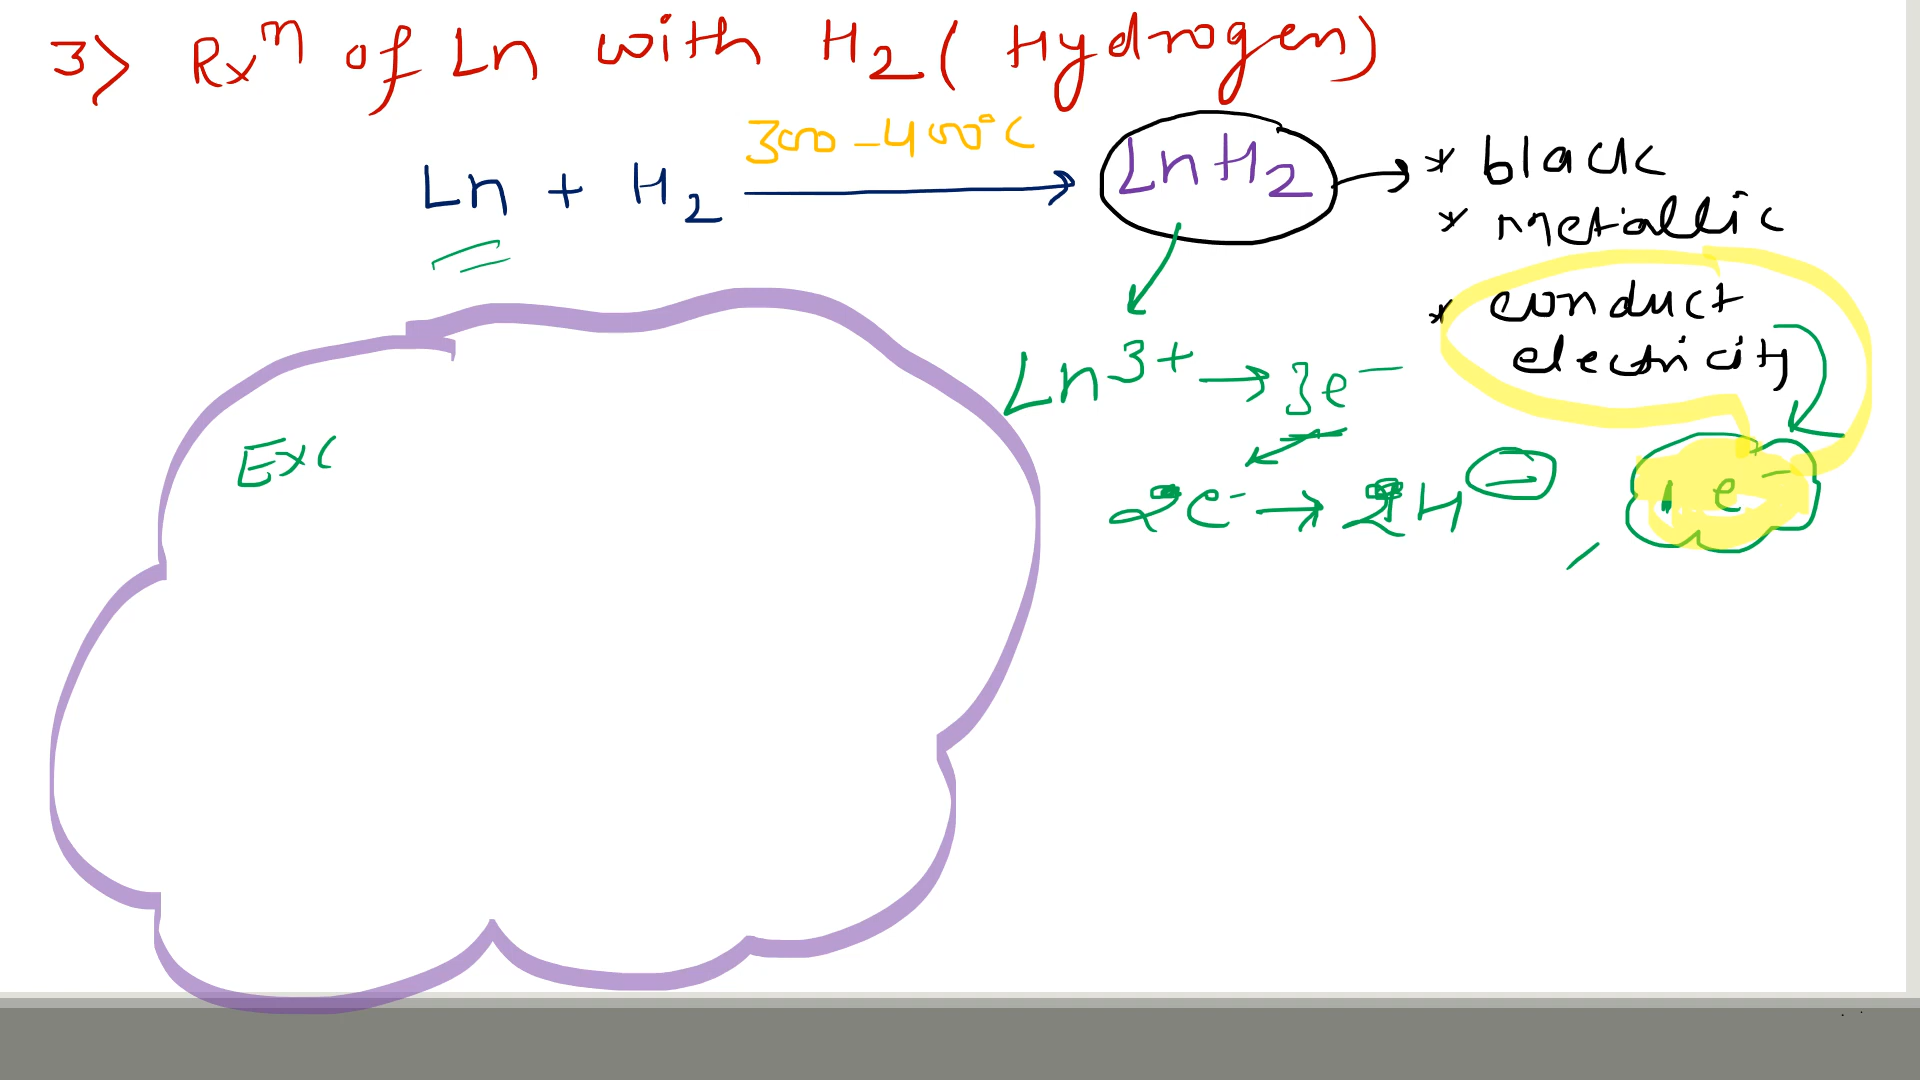 3> Rxⁿ of Ln with H₂ (Hydrogen)
300-400°C
Ln + H₂ → LnH₂ → * black
* metallic
* conduct
electricity
Ln³⁺ → 3e⁻
Exc
2e⁻ → 2H⁻
1e⁻